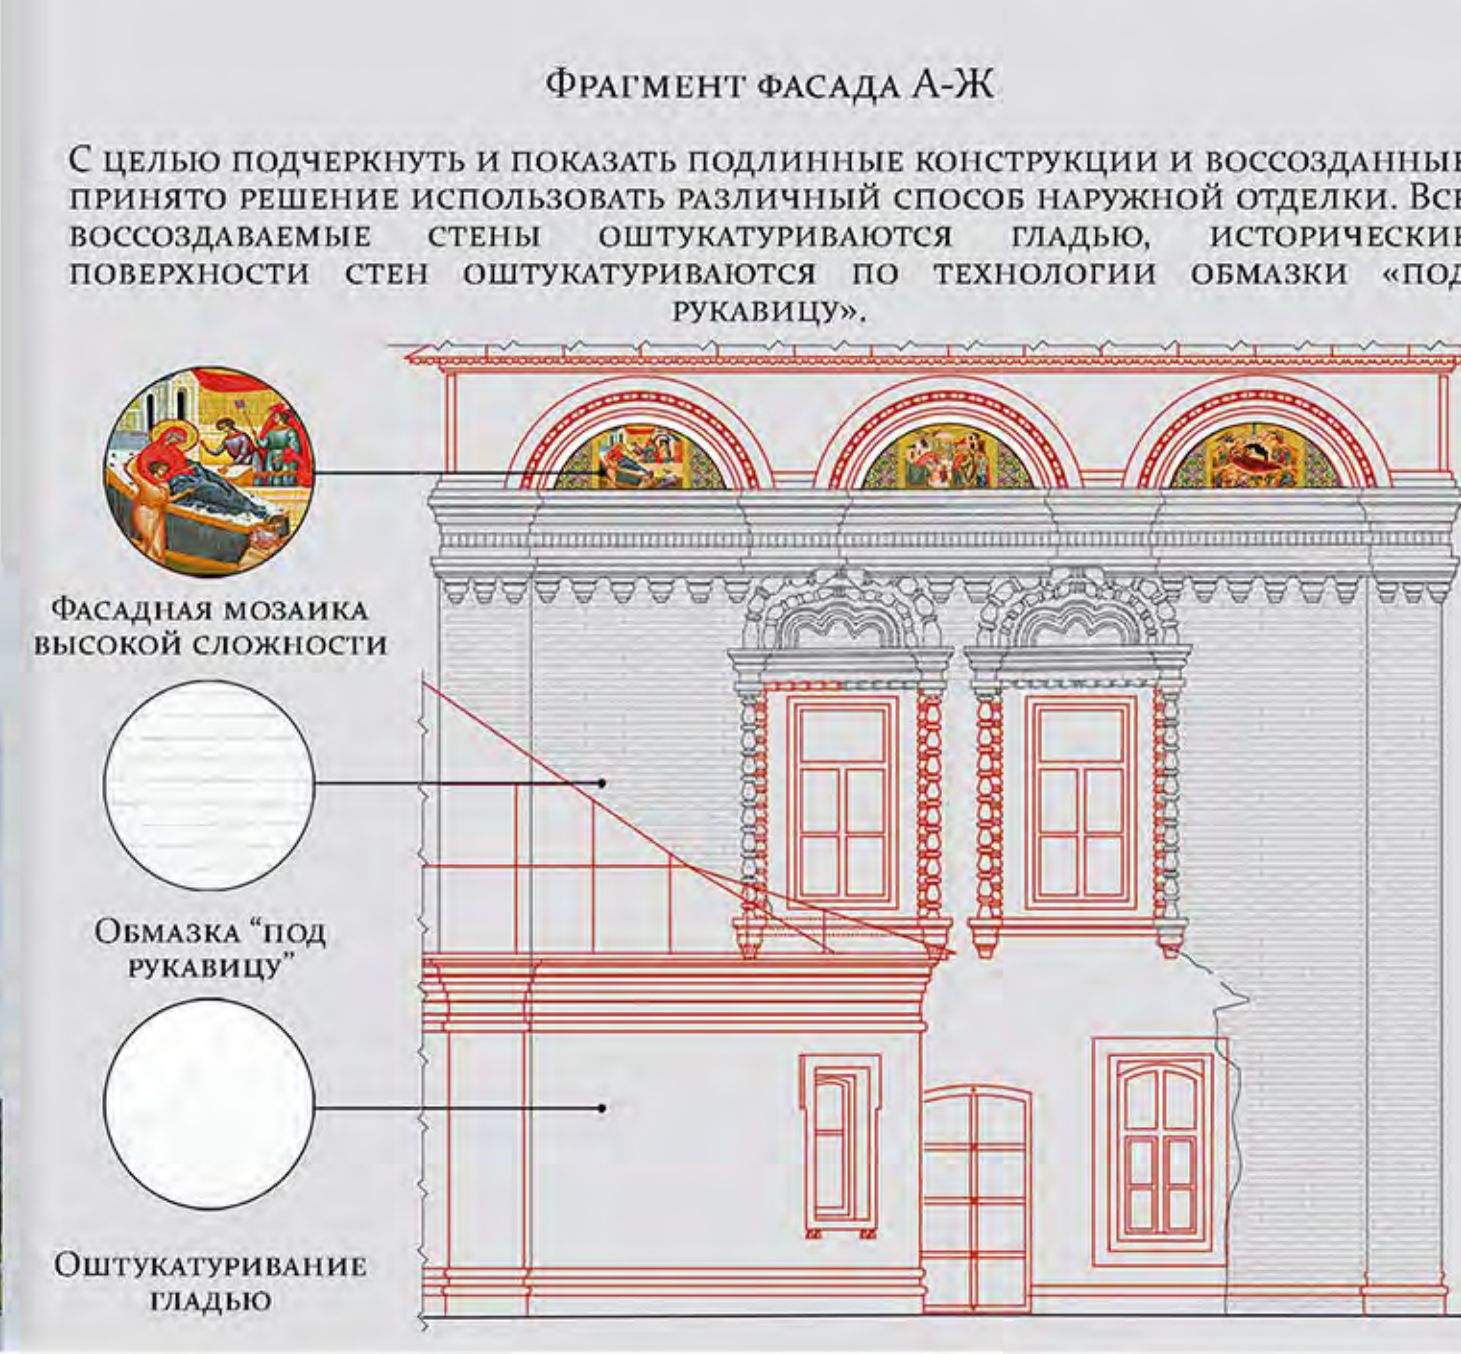 Фрагмент фасада А-Ж
С целью подчеркнуть и показать подлинные конструкции и воссозданные
принято решение использовать различный способ наружной отделки. Все
воссоздаваемые стены оштукатуриваются гладью, исторические
поверхности стен оштукатуриваются по технологии обмазки «под
рукавицу».
Фасадная мозаика
высокой сложности
Обмазка “под
рукавицу”
Оштукатуривание
гладью